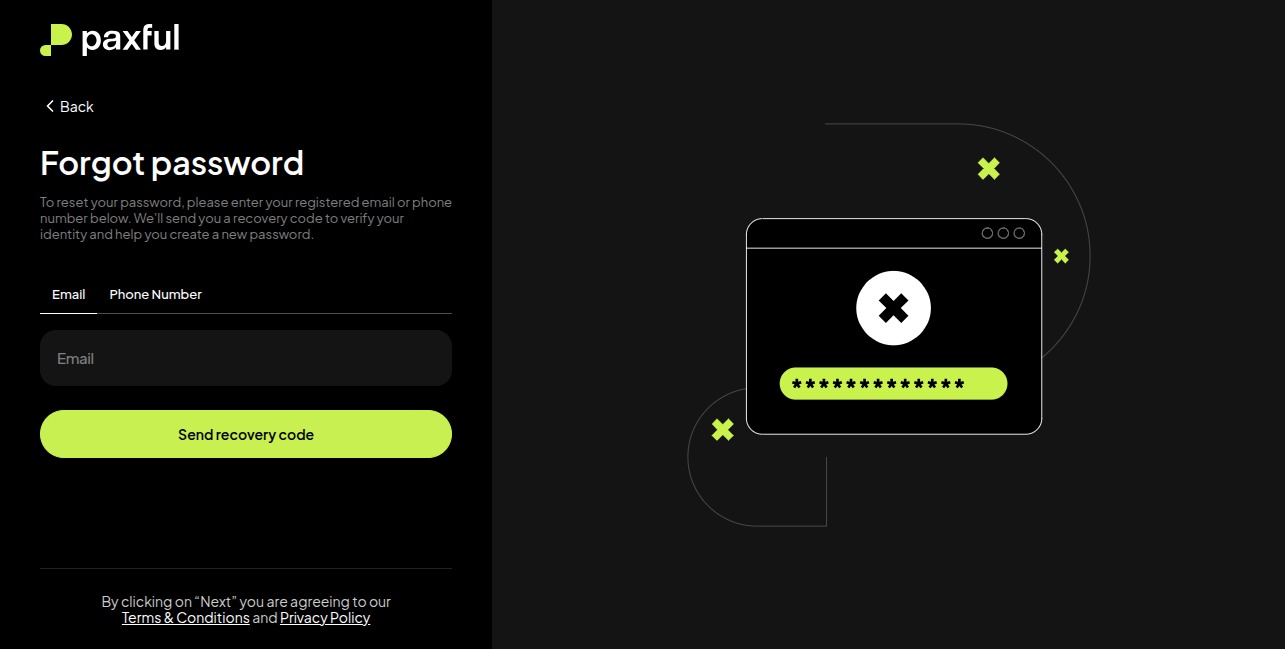 paxful
Back
Forgot password
To reset your password, please enter your registered email or phone
number below. We'll send you a recovery code to verify your
identity and help you create a new password.
Email Phone Number
Email
Send recovery code
************* 
By clicking on “Next” you are agreeing to our
Terms & Conditions and Privacy Policy